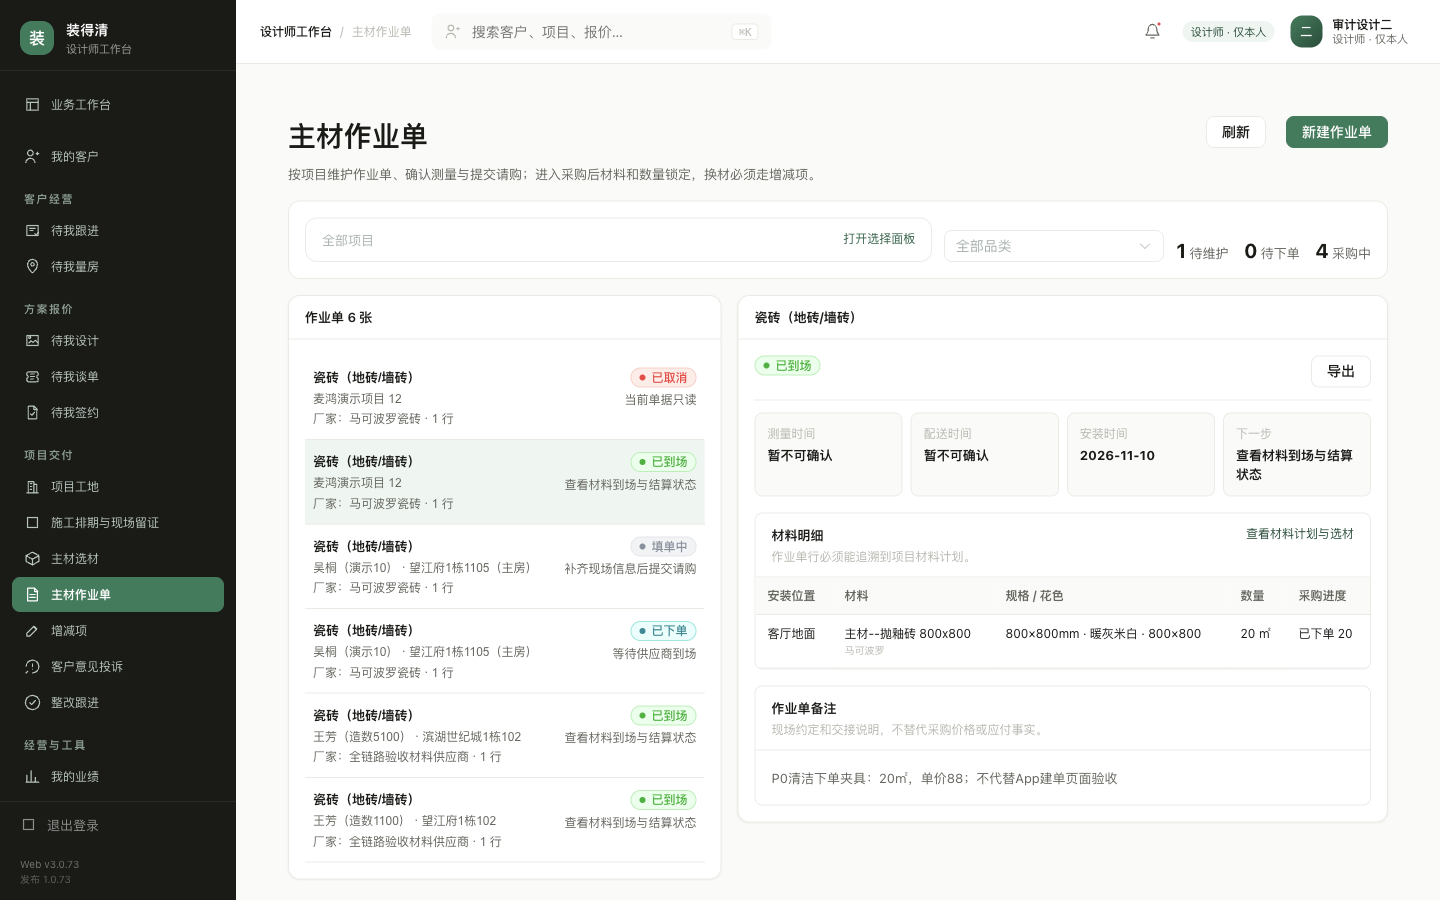 装
装得清
设计师工作台
业务工作台
我的客户
客户经营
待我跟进
待我量房
方案报价
待我设计
待我谈单
待我签约
项目交付
项目工地
施工排期与现场留证
主材选材
主材作业单
增减项
客户意见投诉
整改跟进
经营与工具
我的业绩
退出登录
Web v3.0.73
发布 1.0.73
设计师工作台 / 主材作业单
搜索客户、项目、报价... ⌘K
设计师 · 仅本人
二
审计设计二
设计师 · 仅本人
主材作业单
刷新
新建作业单
按项目维护作业单、确认测量与提交请购；进入采购后材料和数量锁定，换材必须走增减项。
全部项目 打开选择面板
全部品类
1 待维护 0 待下单 4 采购中
作业单 6 张
瓷砖（地砖/墙砖） 已取消
麦鸿演示项目 12 当前单据只读
厂家：马可波罗瓷砖 · 1 行
瓷砖（地砖/墙砖） 已到场
麦鸿演示项目 12 查看材料到场与结算状态
厂家：马可波罗瓷砖 · 1 行
瓷砖（地砖/墙砖） 填单中
吴桐（演示10） · 望江府1栋1105（主房） 补齐现场信息后提交请购
厂家：马可波罗瓷砖 · 1 行
瓷砖（地砖/墙砖） 已下单
吴桐（演示10） · 望江府1栋1105（主房） 等待供应商到场
厂家：马可波罗瓷砖 · 1 行
瓷砖（地砖/墙砖） 已到场
王芳（造数5100） · 滨湖世纪城1栋102 查看材料到场与结算状态
厂家：全链路验收材料供应商 · 1 行
瓷砖（地砖/墙砖） 已到场
王芳（造数1100） · 望江府1栋102 查看材料到场与结算状态
厂家：全链路验收材料供应商 · 1 行
瓷砖（地砖/墙砖）
已到场 导出
测量时间
暂不可确认
配送时间
暂不可确认
安装时间
2026-11-10
下一步
查看材料到场与结算
状态
材料明细 查看材料计划与选材
作业单行必须能追溯到项目材料计划。
安装位置 材料 规格 / 花色 数量 采购进度
客厅地面 主材--抛釉砖 800x800 800×800mm · 暖灰米白 · 800×800 20 ㎡ 已下单 20
马可波罗
作业单备注
现场约定和交接说明，不替代采购价格或应付事实。
P0清洁下单夹具：20㎡，单价88；不代替App建单页面验收